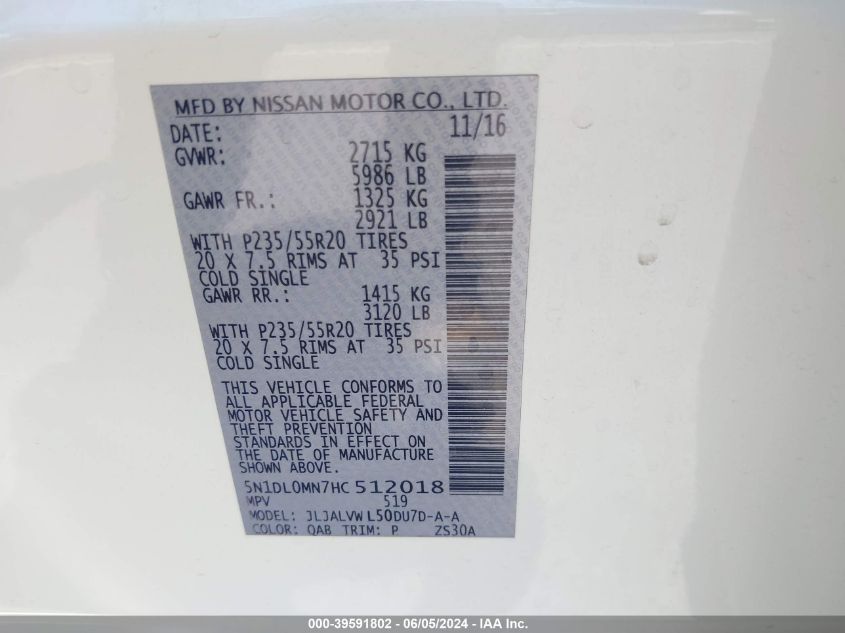 MFD BY NISSAN MOTOR CO., LTD.
DATE: 11/16
GVWR: 2715 KG
5986 LB
GAWR FR.: 1325 KG
2921 LB
WITH P235/55R20 TIRES
20 X 7.5 RIMS AT 35 PSI
COLD SINGLE
GAWR RR.: 1415 KG
3120 LB
WITH P235/55R20 TIRES
20 X 7.5 RIMS AT 35 PSI
COLD SINGLE
THIS VEHICLE CONFORMS TO
ALL APPLICABLE FEDERAL
MOTOR VEHICLE SAFETY AND
THEFT PREVENTION
STANDARDS IN EFFECT ON
THE DATE OF MANUFACTURE
SHOWN ABOVE.
5N1DL0MN7HC 512018
MPV 519
MODEL: JLJALVW L50DU7D-A-A
COLOR: QAB TRIM: P ZS30A
000-39591802 - 06/05/2024 - IAA Inc.